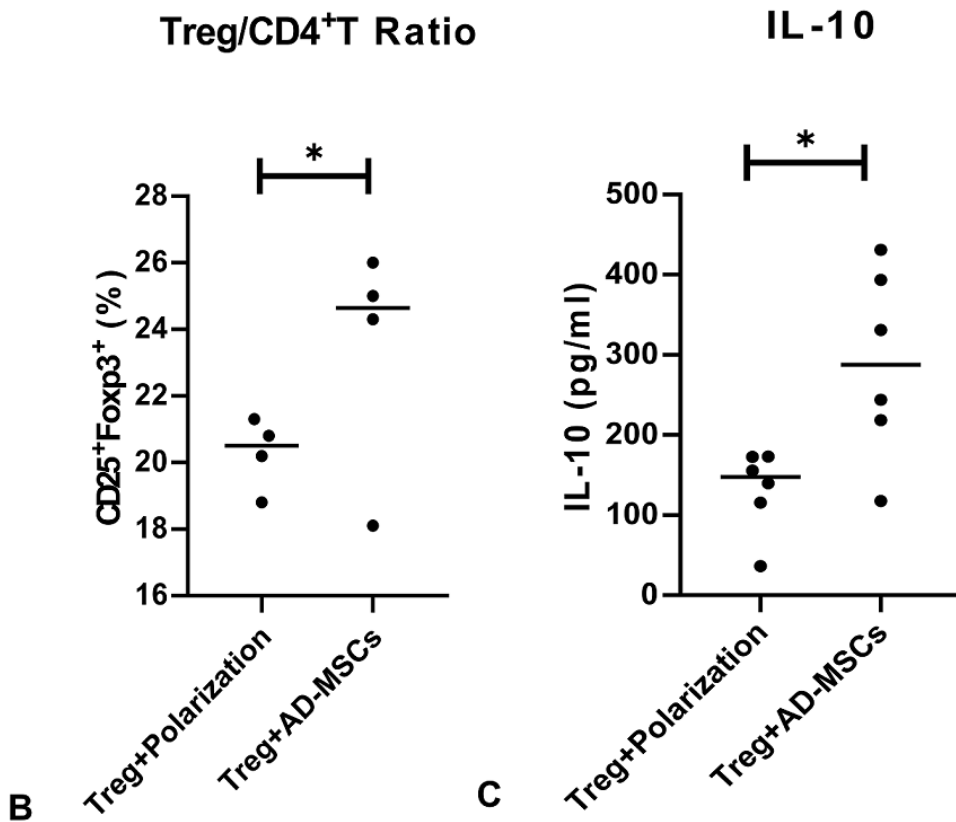 Treg/CD4⁺T Ratio
*
CD25⁺Foxp3⁺ (%)
28
26
24
22
20
18
16
Treg+Polarization
Treg+AD-MSCs
B
IL-10
*
IL-10 (pg/ml)
500
400
300
200
100
0
Treg+Polarization
Treg+AD-MSCs
C